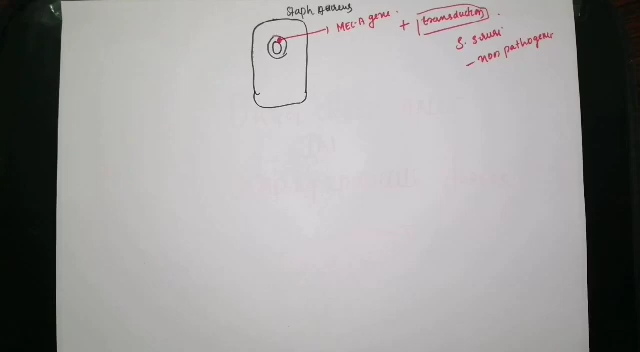 Staph Aureus
MEC-A gene. + transduction.
S. sciuri
- non pathogenic